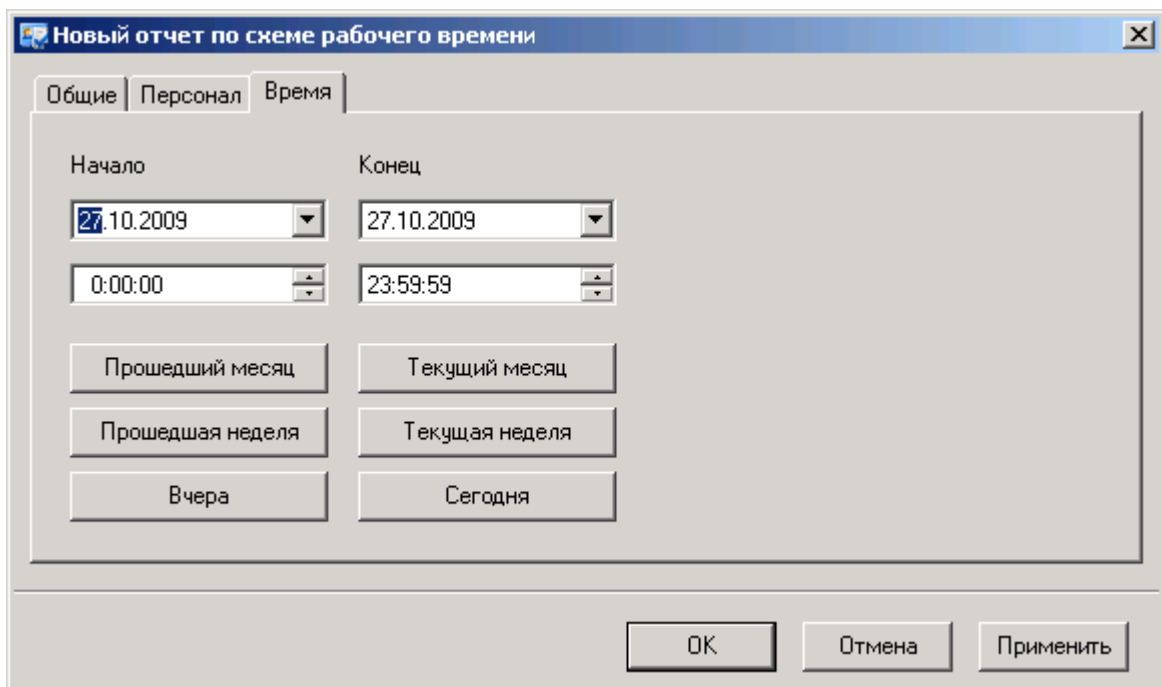 Новый отчет по схеме рабочего времени
Общие Персонал Время
Начало Конец
27.10.2009 27.10.2009
0:00:00 23:59:59
Прошедший месяц Текущий месяц
Прошедшая неделя Текущая неделя
Вчера Сегодня
OK Отмена Применить